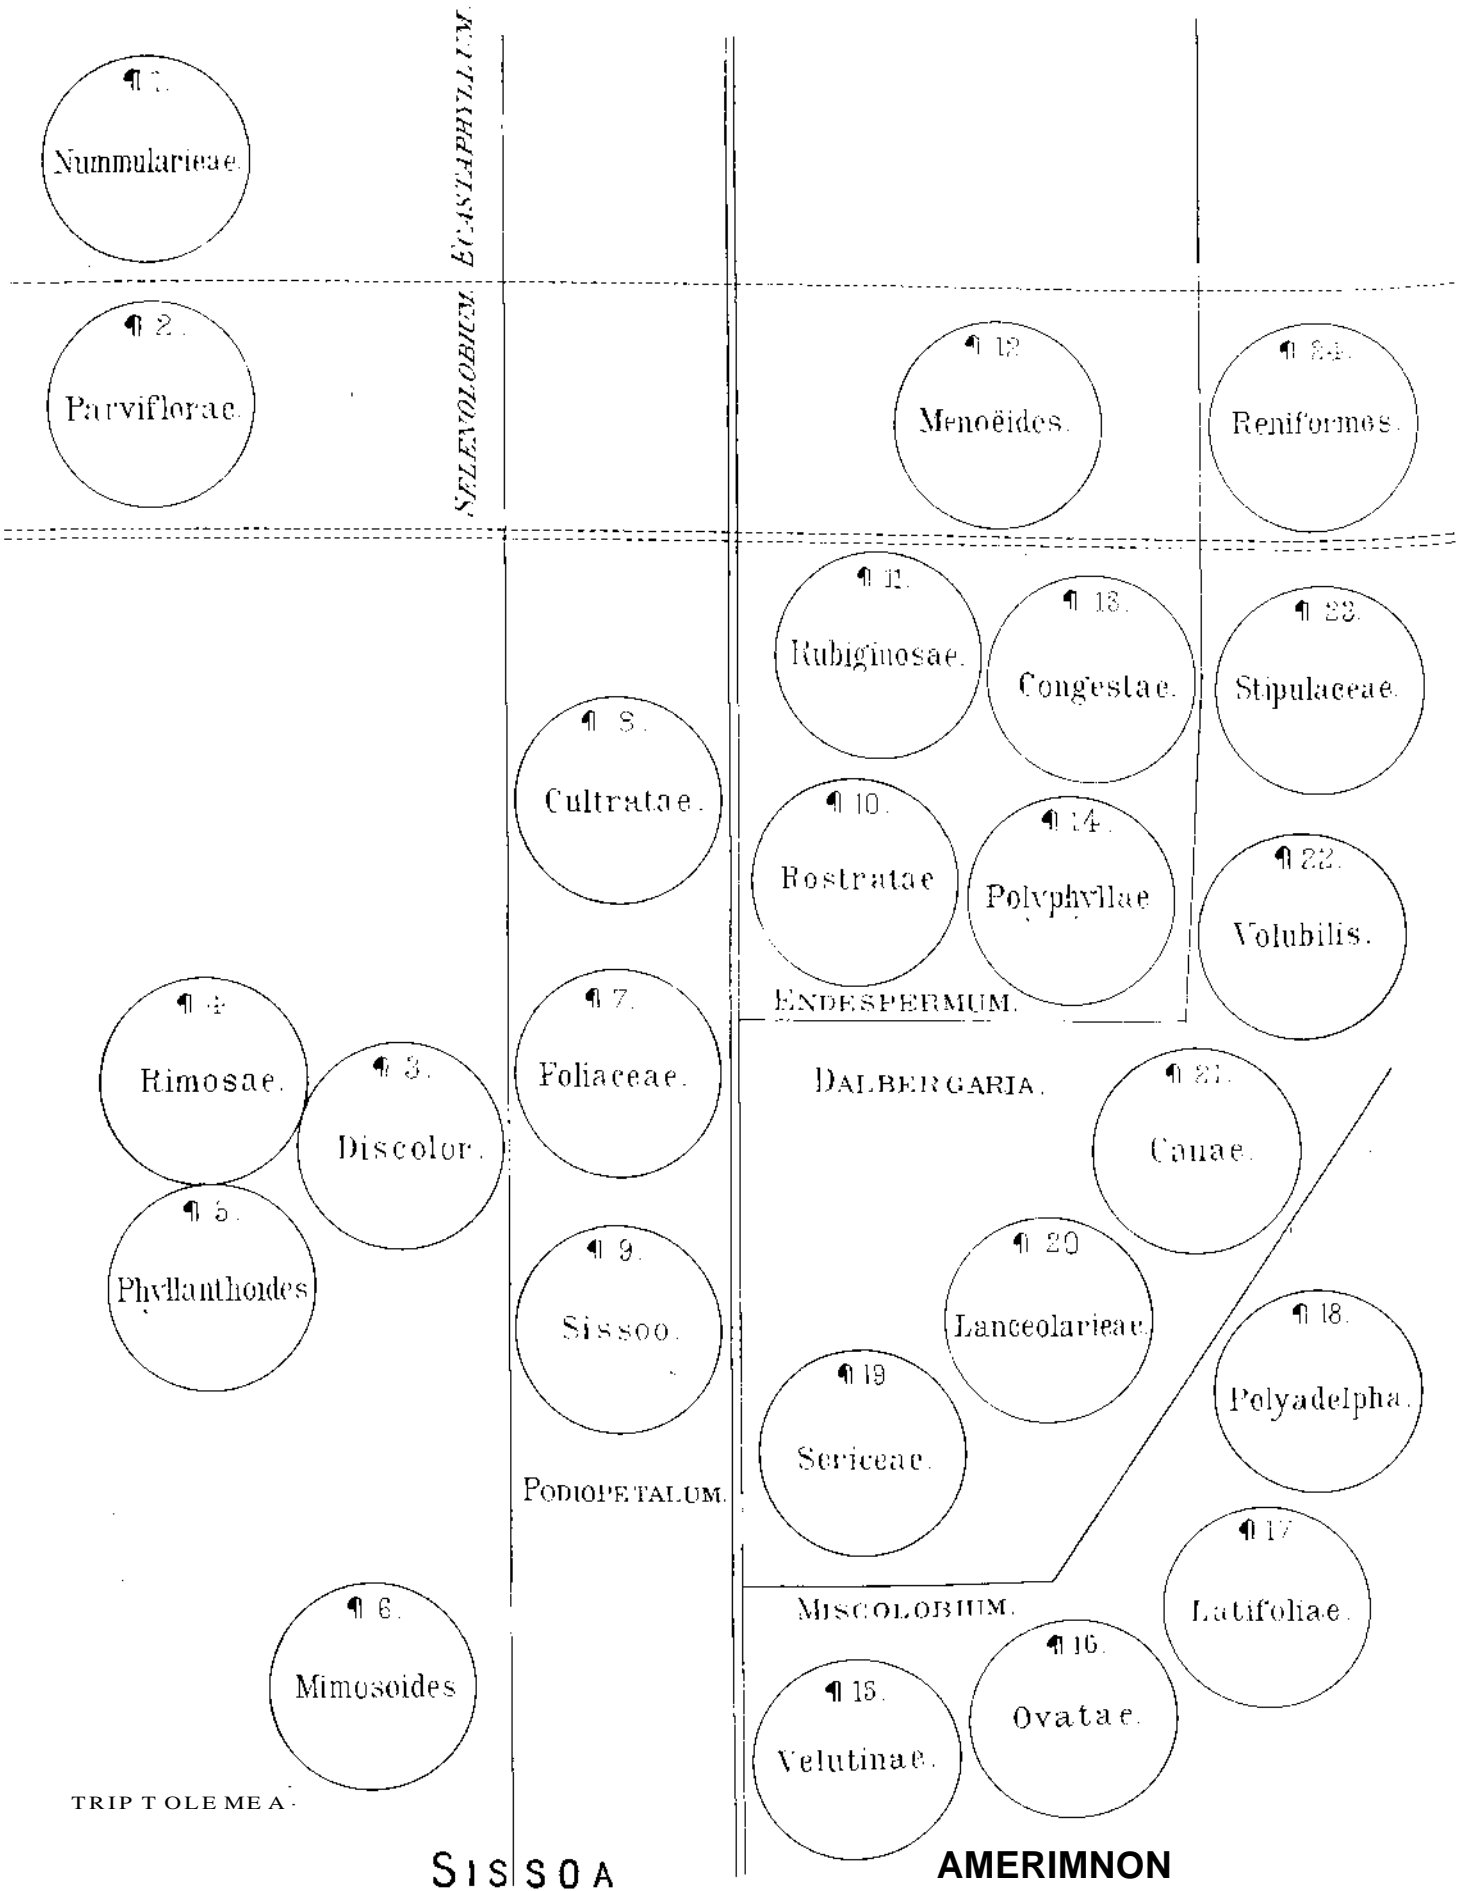 ¶ 1.
Nummularieae.
ECASTAPHYLLUM.
¶ 2.
Parviflorae.
SELENOLOBIUM.
¶ 12
Menoëides.
¶ 24.
Reniformes.
¶ 11.
Rubiginosae.
¶ 13.
Congestae.
¶ 23.
Stipulaceae.
¶ 8.
Cultratae.
¶ 10.
Rostratae
¶ 14.
Polyphyllae
¶ 22.
Volubilis.
ENDESPERMUM.
¶ 4
Rimosae.
¶ 3.
Discolor.
¶ 7.
Foliaceae.
DALBERGARIA.
¶ 21.
Canae.
¶ 5.
Phyllanthoides
¶ 9.
Sissoo.
¶ 20
Lanceolarieae.
¶ 18.
Polyadelpha.
¶ 19
Sericeae.
PODIOPETALUM.
¶ 17
Latifoliae.
MISCOLOBIUM.
¶ 6.
Mimosoides
¶ 15.
Velutinae.
¶ 16.
Ovatae.
TRIPTOLEMEA.
SISSOA
AMERIMNON